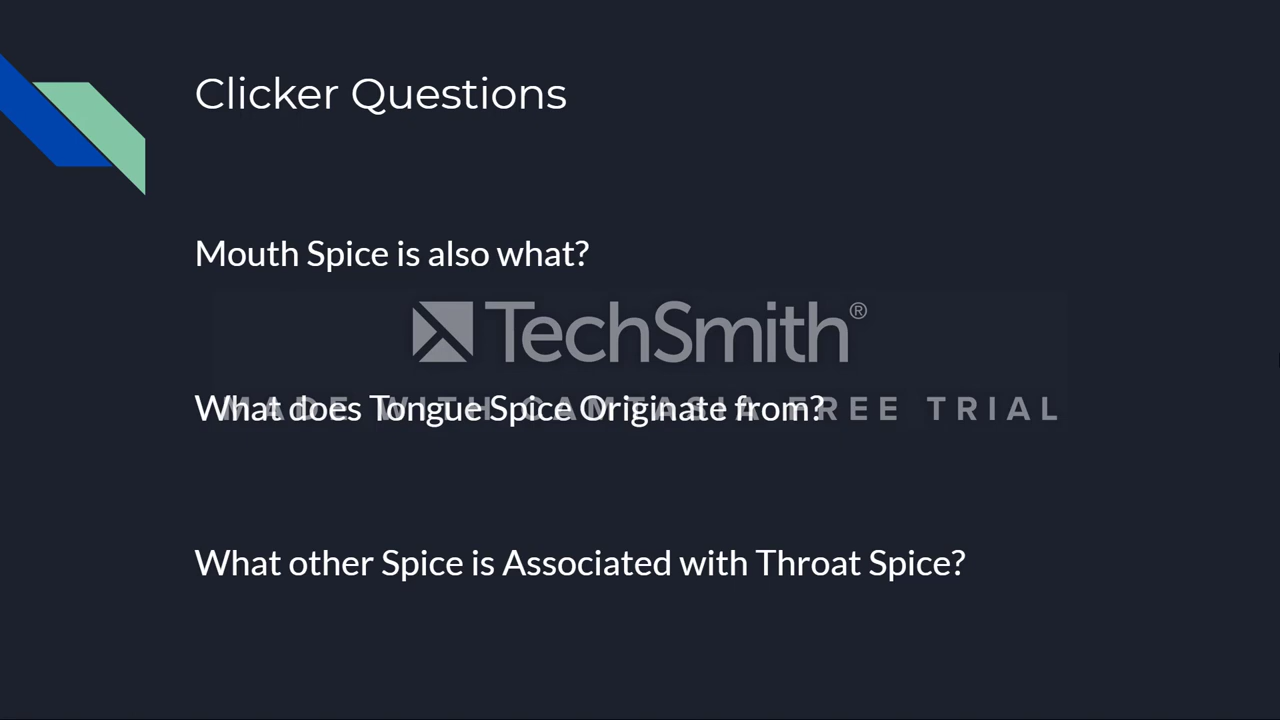 Clicker Questions
Mouth Spice is also what?
TechSmith®
What does Tongue Spice Originate from?
MADE WITH CAMTASIA FREE TRIAL
What other Spice is Associated with Throat Spice?